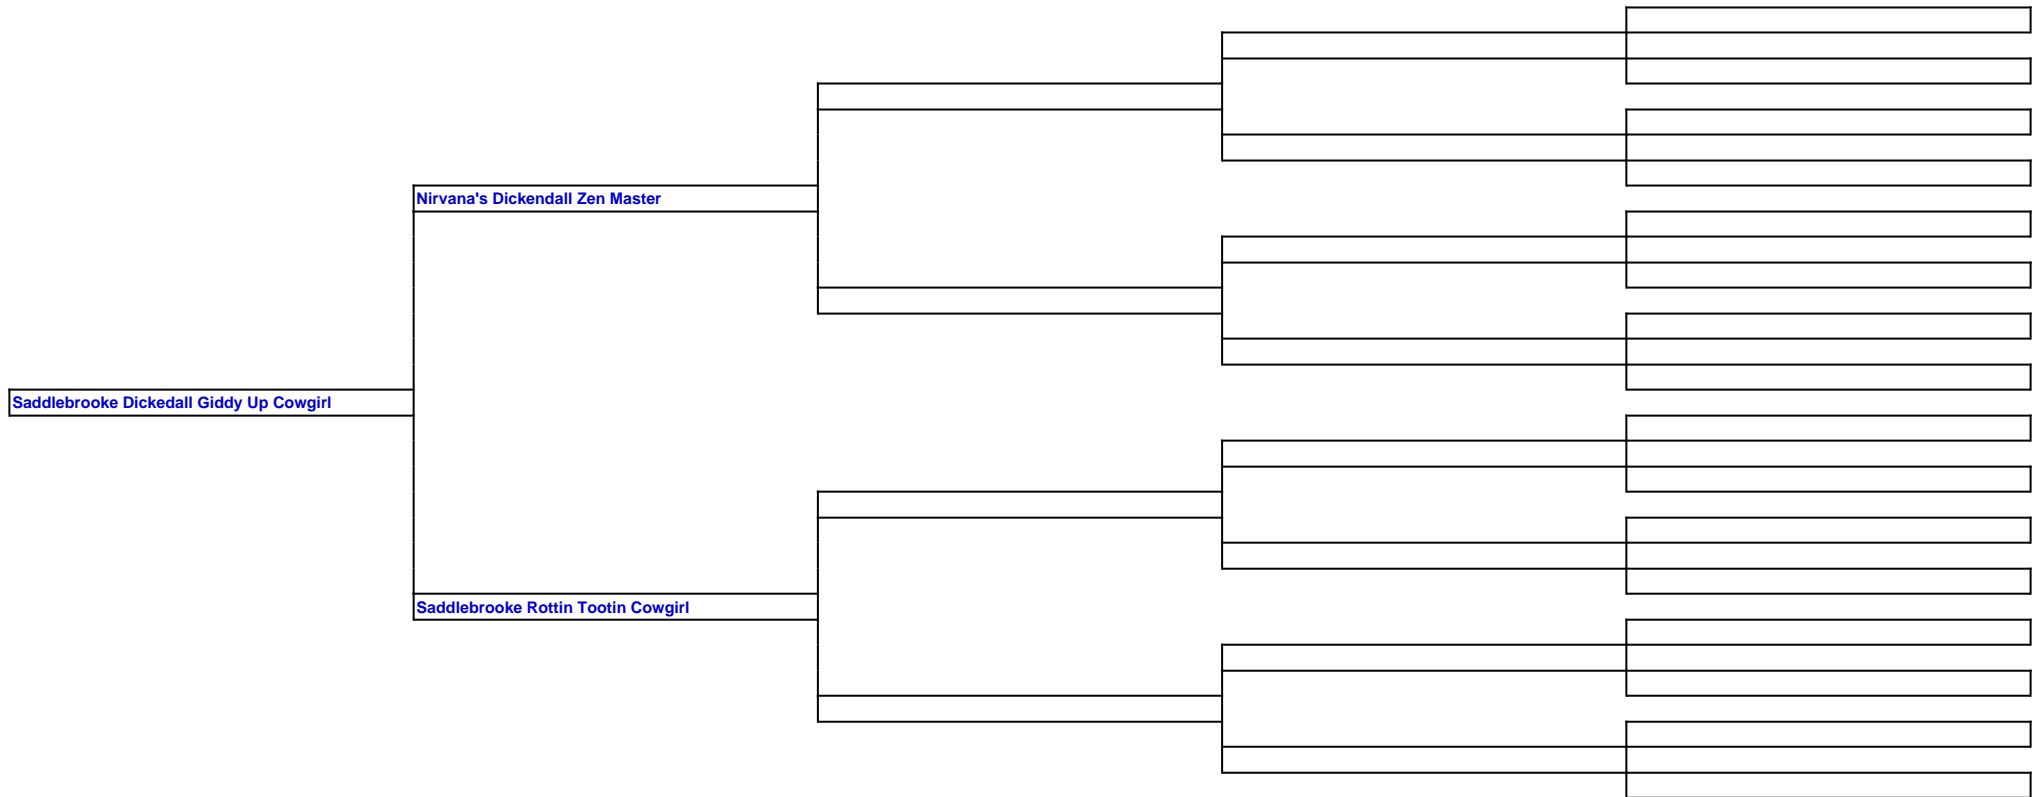 Nirvana's Dickendall Zen Master
Saddlebrooke Dickedall Giddy Up Cowgirl
Saddlebrooke Rottin Tootin Cowgirl